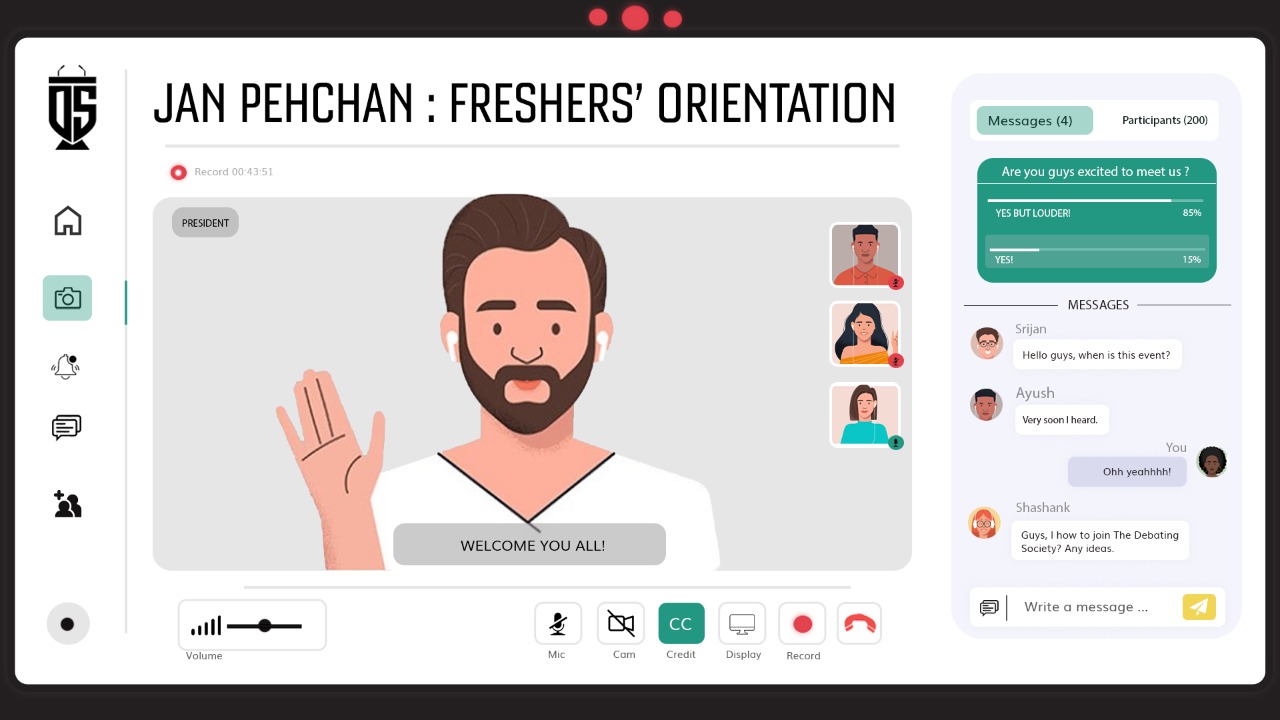 DS
JAN PEHCHAN : FRESHERS' ORIENTATION
Record 00:43:51
PRESIDENT
WELCOME YOU ALL!
Volume
Mic
Cam
CC
Credit
Display
Record
Messages (4)
Participants (200)
Are you guys excited to meet us ?
YES BUT LOUDER!
85%
YES!
15%
MESSAGES
Srijan
Hello guys, when is this event?
Ayush
Very soon I heard.
You
Ohh yeahhhh!
Shashank
Guys, I how to join The Debating
Society? Any ideas.
Write a message ...